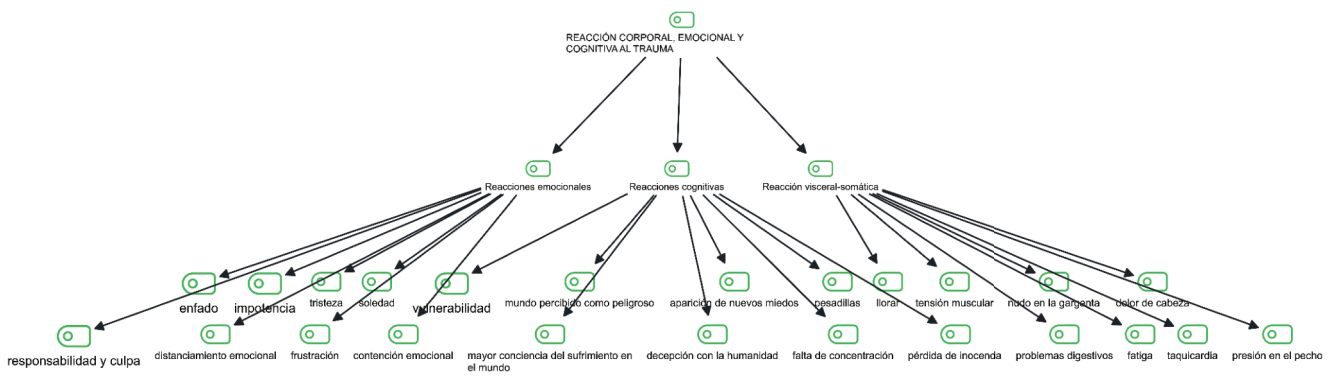 REACCIÓN CORPORAL, EMOCIONAL Y
COGNITIVA AL TRAUMA
Reacciones emocionales
Reacciones cognitivas
Reacción visceral-somática
enfado
impotencia
tristeza
soledad
vulnerabilidad
mundo percibido como peligroso
aparición de nuevos miedos
pesadillas
llorar
tensión muscular
nudo en la garganta
dolor de cabeza
responsabilidad y culpa
distanciamiento emocional
frustración
contención emocional
mayor conciencia del sufrimiento en
el mundo
decepción con la humanidad
falta de concentración
pérdida de inocenda
problemas digestivos
fatiga
taquicardia
presión en el pecho